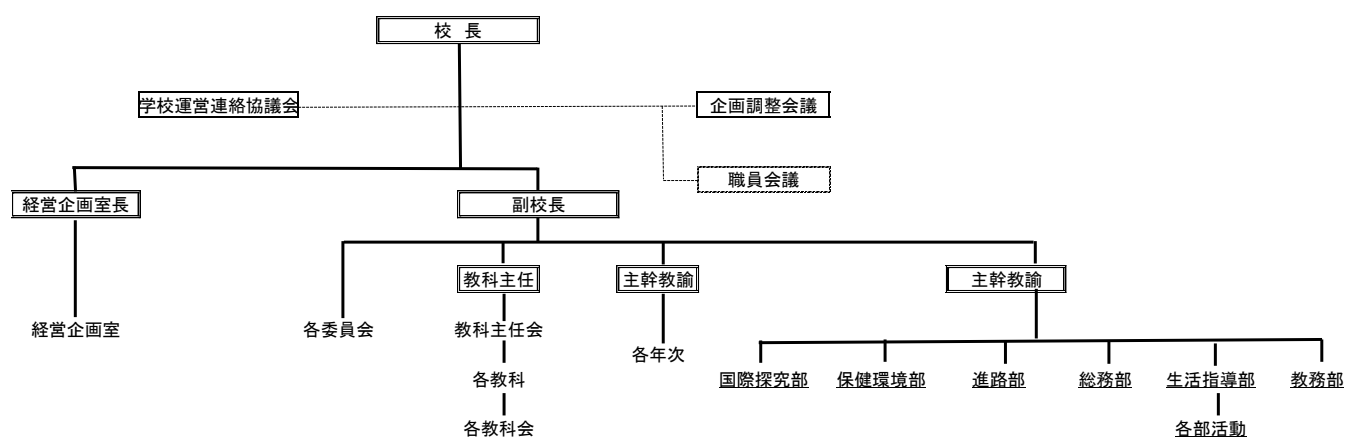 校 長
学校運営連絡協議会
企画調整会議
職員会議
経営企画室長
副校長
教科主任
主幹教諭
主幹教諭
経営企画室
各委員会
教科主任会
各年次
国際探究部
保健環境部
進路部
総務部
生活指導部
教務部
各教科
各教科会
各部活動